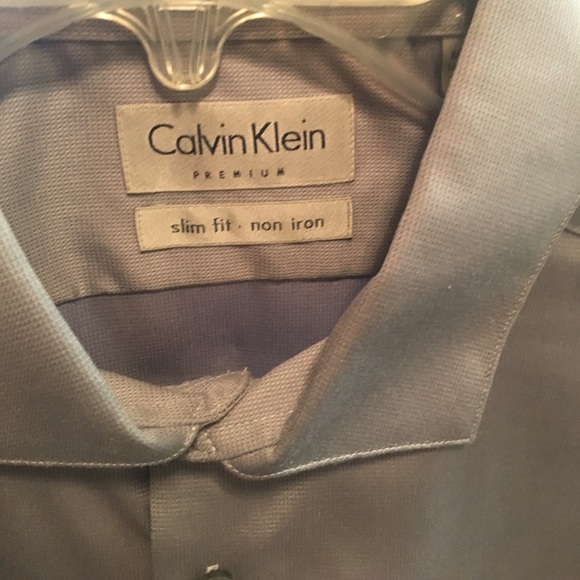 Calvin Klein
PREMIUM
slim fit · non iron